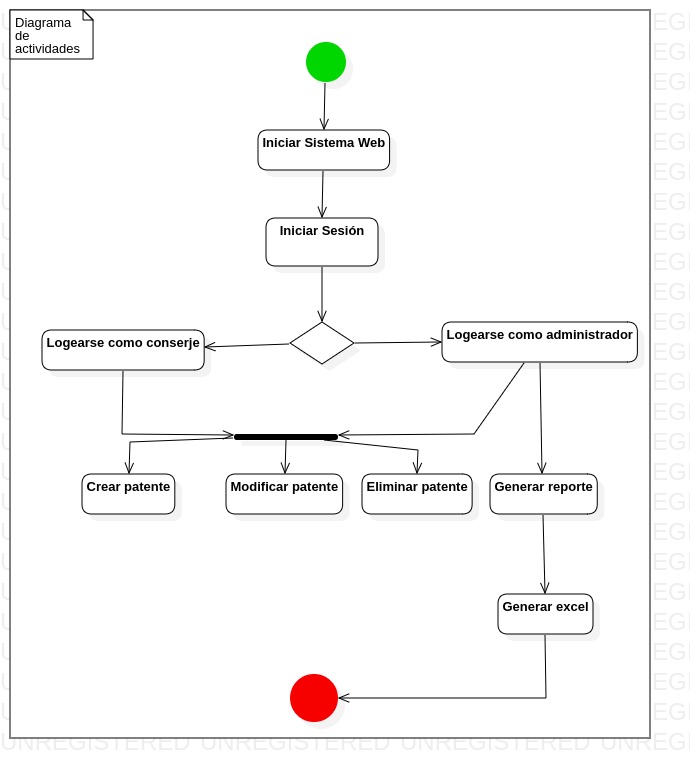 Diagrama
de
actividades
Iniciar Sistema Web
Iniciar Sesión
Logearse como conserje
Logearse como administrador
Crear patente
Modificar patente
Eliminar patente
Generar reporte
Generar excel
UNREGISTERED UNREGISTERED UNREGISTERED UNREG